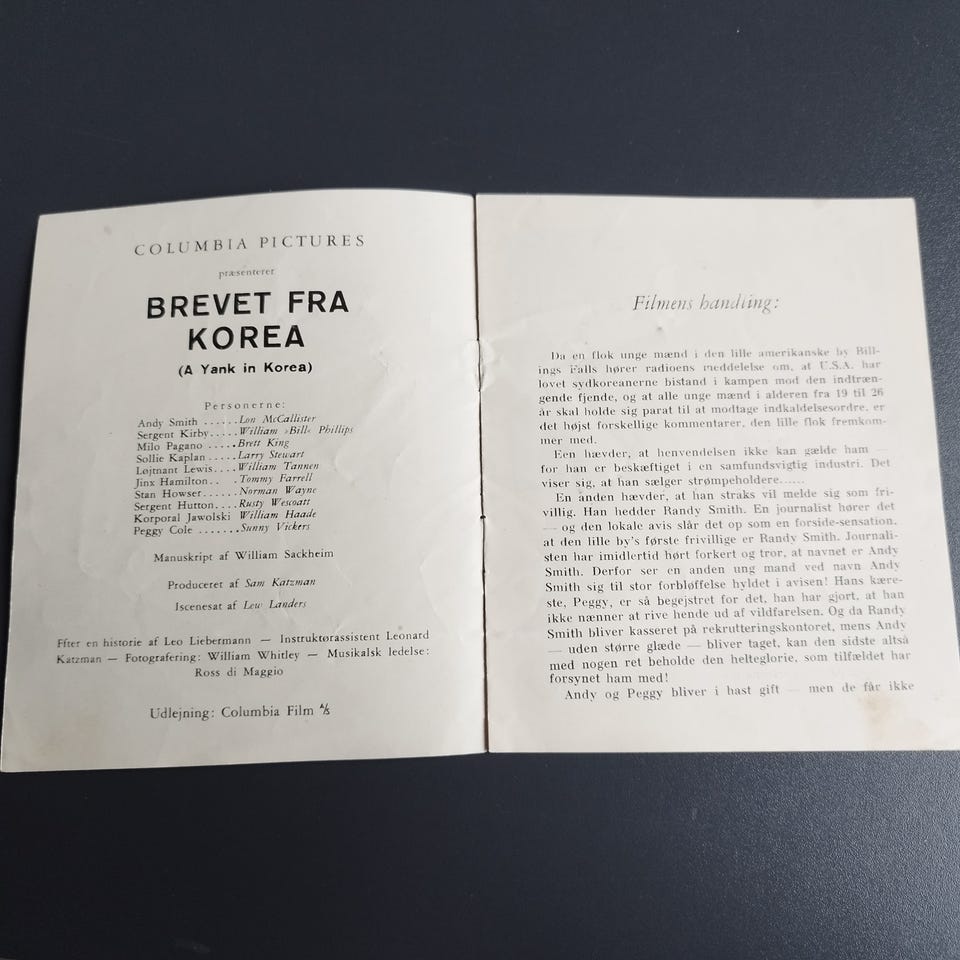 COLUMBIA PICTURES
præsenteret
BREVET FRA
KOREA
(A Yank in Korea)
Personerne:
Andy Smith ...... Lon McCallister
Sergent Kirby.... William »Bill« Phillips
Milo Pagano ..... Brett King
Sollie Kaplan .... Larry Stewart
Løjtnant Lewis... William Tannen
Jinx Hamilton.. . Tommy Farrell
Stan Howser...... Norman Wayne
Sergent Hutton.... Rusty Wescoatt
Korporal Jawolski William Haade
Peggy Cole ....... Sunny Vickers
Manuskript af William Sackheim
Produceret af Sam Katzman
Iscenesat af Lew Landers
Efter en historie af Leo Liebermann — Instruktørassistent Leonard
Katzman — Fotografering: William Whitley — Musikalsk ledelse:
Ross di Maggio
Udlejning: Columbia Film A/S
Filmens handling:
Da en flok unge mænd i den lille amerikanske by Bill-
ings Falls hører radioens meddelelse om, at U.S.A. har
lovet sydkoreanerne bistand i kampen mod den indtræn-
gende fjende, og at alle unge mænd i alderen fra 19 til 26
år skal holde sig parat til at modtage indkaldelsesordre, er
det højst forskellige kommentarer, den lille flok fremkom-
mer med.
Een hævder, at henvendelsen ikke kan gælde ham —
for han er beskæftiget i en samfundsvigtig industri. Det
viser sig, at han sælger strømpeholdere......
En anden hævder, at han straks vil melde sig som fri-
villig. Han hedder Randy Smith. En journalist hører det
— og den lokale avis slår det op som en forside-sensation,
at den lille by's første frivillige er Randy Smith. Journali-
sten har imidlertid hørt forkert og tror, at navnet er Andy
Smith. Derfor ser en anden ung mand ved navn Andy
Smith sig til stor forbløffelse hyldet i avisen! Hans kære-
ste, Peggy, er så begejstret for det, han har gjort, at han
ikke nænner at rive hende ud af vildfarelsen. Og da Randy
Smith bliver kasseret på rekrutteringskontoret, mens Andy
— uden større glæde — bliver taget, kan den sidste altså
med nogen ret beholde den helteglorie, som tilfældet har
forsynet ham med!
Andy og Peggy bliver i hast gift — men de får ikke